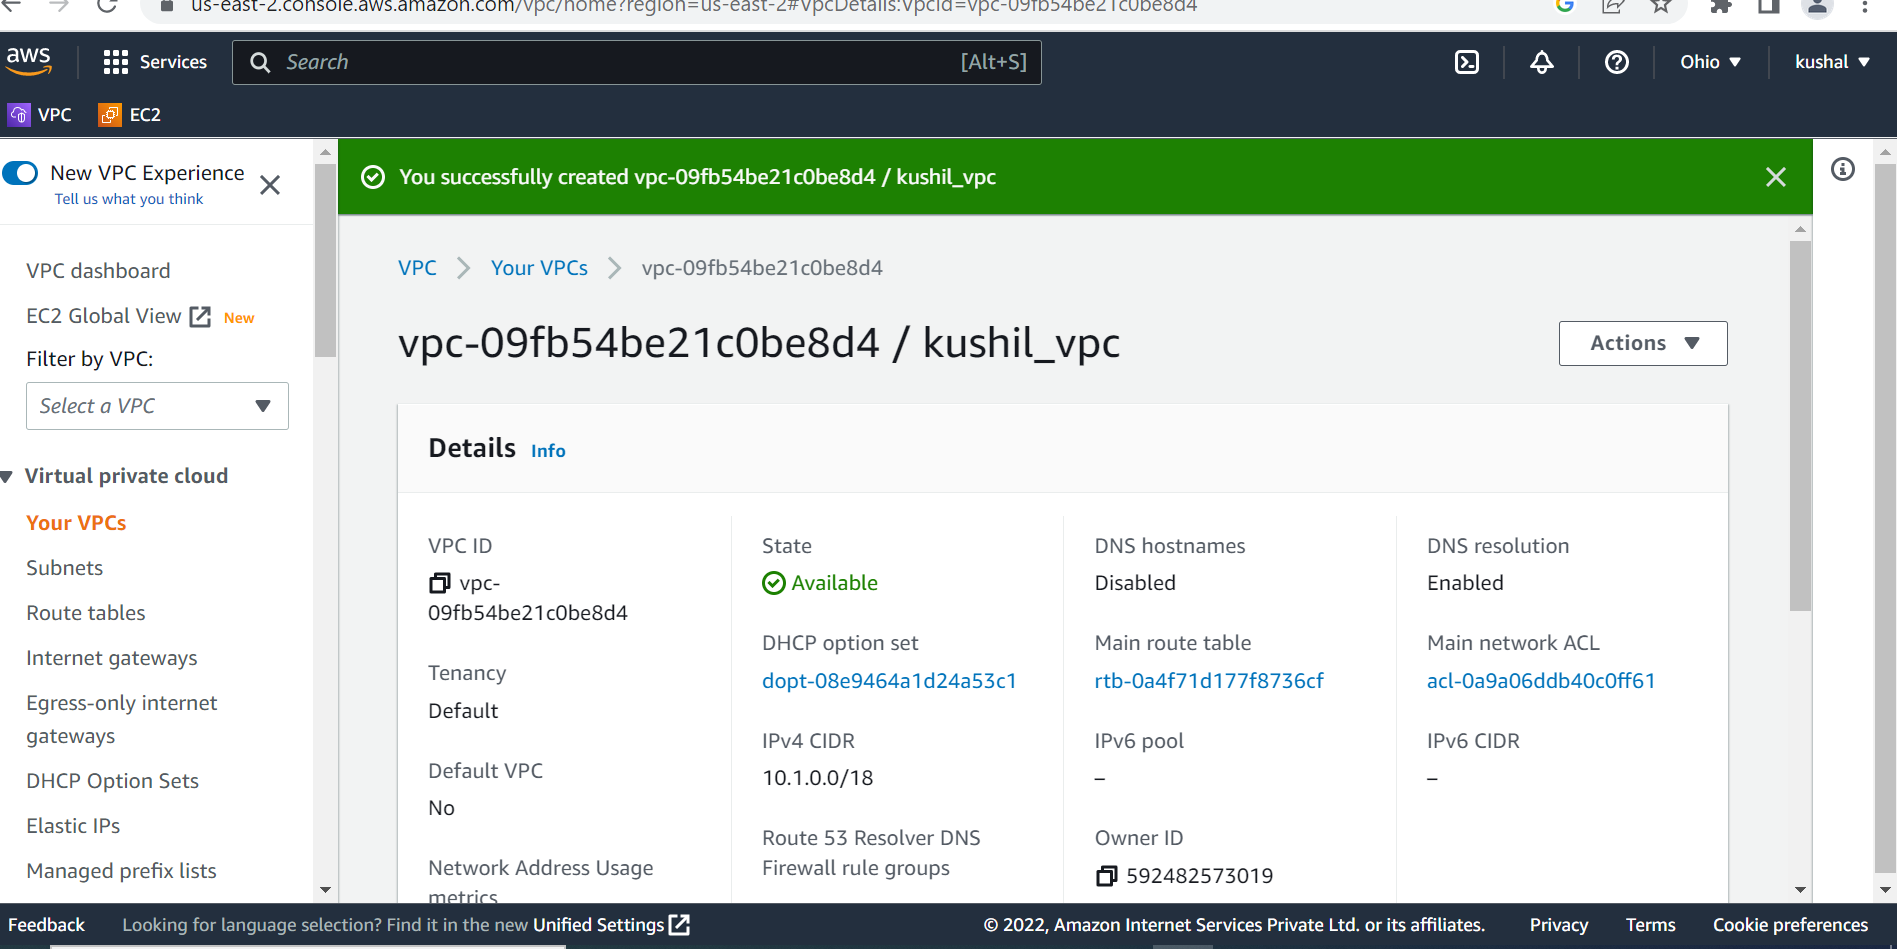 us-east-2.console.aws.amazon.com/vpc/home?region=us-east-2#VpcDetails:VpcId=vpc-09fb54be21c0be8d4
aws
Services
Search
[Alt+S]
Ohio
kushal
VPC
EC2
New VPC Experience
Tell us what you think
You successfully created vpc-09fb54be21c0be8d4 / kushil_vpc
VPC dashboard
EC2 Global View New
Filter by VPC:
Select a VPC
Virtual private cloud
Your VPCs
Subnets
Route tables
Internet gateways
Egress-only internet
gateways
DHCP Option Sets
Elastic IPs
Managed prefix lists
VPC Your VPCs vpc-09fb54be21c0be8d4
vpc-09fb54be21c0be8d4 / kushil_vpc
Actions
Details Info
VPC ID
vpc-
09fb54be21c0be8d4
State
Available
DNS hostnames
Disabled
DNS resolution
Enabled
Tenancy
Default
DHCP option set
dopt-08e9464a1d24a53c1
Main route table
rtb-0a4f71d177f8736cf
Main network ACL
acl-0a9a06ddb40c0ff61
Default VPC
No
IPv4 CIDR
10.1.0.0/18
IPv6 pool
–
IPv6 CIDR
–
Network Address Usage
metrics
Route 53 Resolver DNS
Firewall rule groups
Owner ID
592482573019
Feedback
Looking for language selection? Find it in the new Unified Settings
© 2022, Amazon Internet Services Private Ltd. or its affiliates.
Privacy
Terms
Cookie preferences